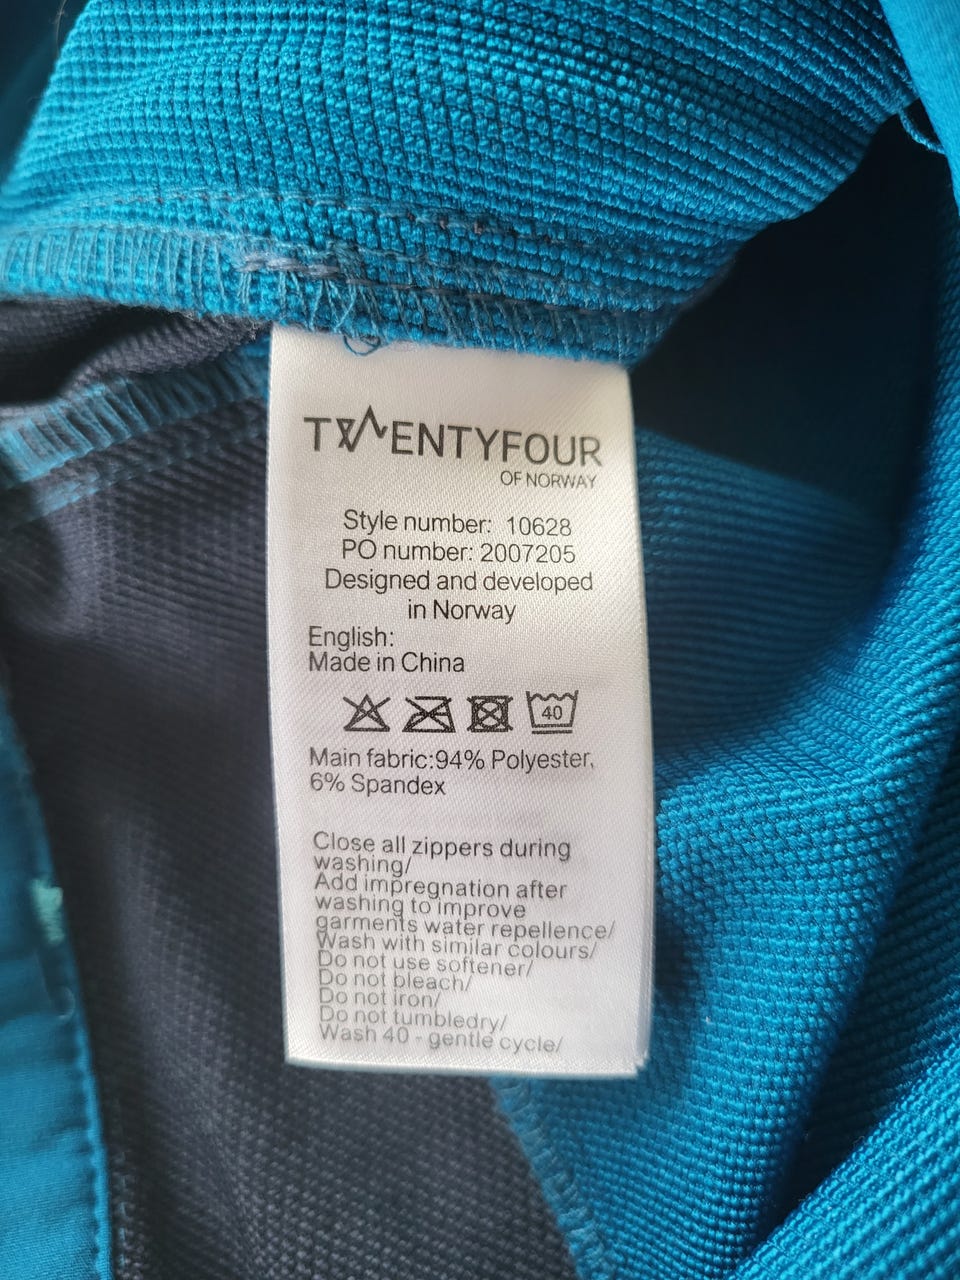 TWENTYFOUR
OF NORWAY
Style number: 10628
PO number: 2007205
Designed and developed
in Norway
English:
Made in China
40
Main fabric:94% Polyester,
6% Spandex
Close all zippers during
washing/
Add impregnation after
washing to improve
garments water repellence/
Wash with similar colours/
Do not use softener/
Do not bleach/
Do not iron/
Do not tumbledry/
Wash 40 - gentle cycle/